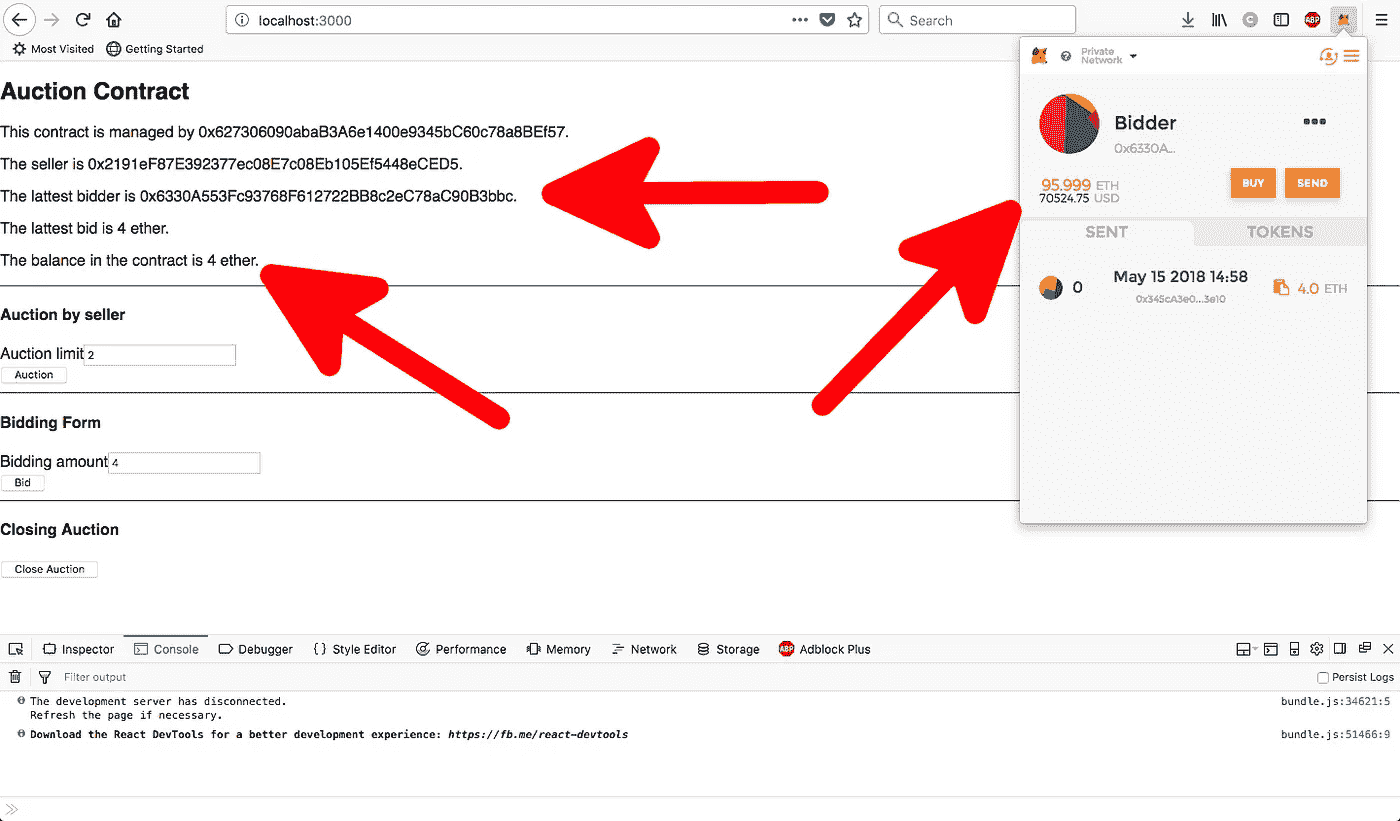 localhost:3000
Search
Most Visited
Getting Started
Auction Contract
This contract is managed by 0x627306090abaB3A6e1400e9345bC60c78a8BEf57.
The seller is 0x2191eF87E392377ec08E7c08Eb105Ef5448eCED5.
The lattest bidder is 0x6330A553Fc93768F612722BB8c2eC78aC90B3bbc.
The lattest bid is 4 ether.
The balance in the contract is 4 ether.
Auction by seller
Auction limit 2
Auction
Bidding Form
Bidding amount 4
Bid
Closing Auction
Close Auction
ABP
C
Private
Network
Bidder
0x6330A...
95.999 ETH
70524.75 USD
BUY
SEND
SENT
TOKENS
0
May 15 2018 14:58
0x345cA3e0...3e10
4.0 ETH
Inspector
Console
Debugger
{} Style Editor
Performance
Memory
Network
Storage
ABP Adblock Plus
Filter output
Persist Logs
The development server has disconnected.
Refresh the page if necessary.
bundle.js:34621:5
Download the React DevTools for a better development experience: https://fb.me/react-devtools
bundle.js:51466:9